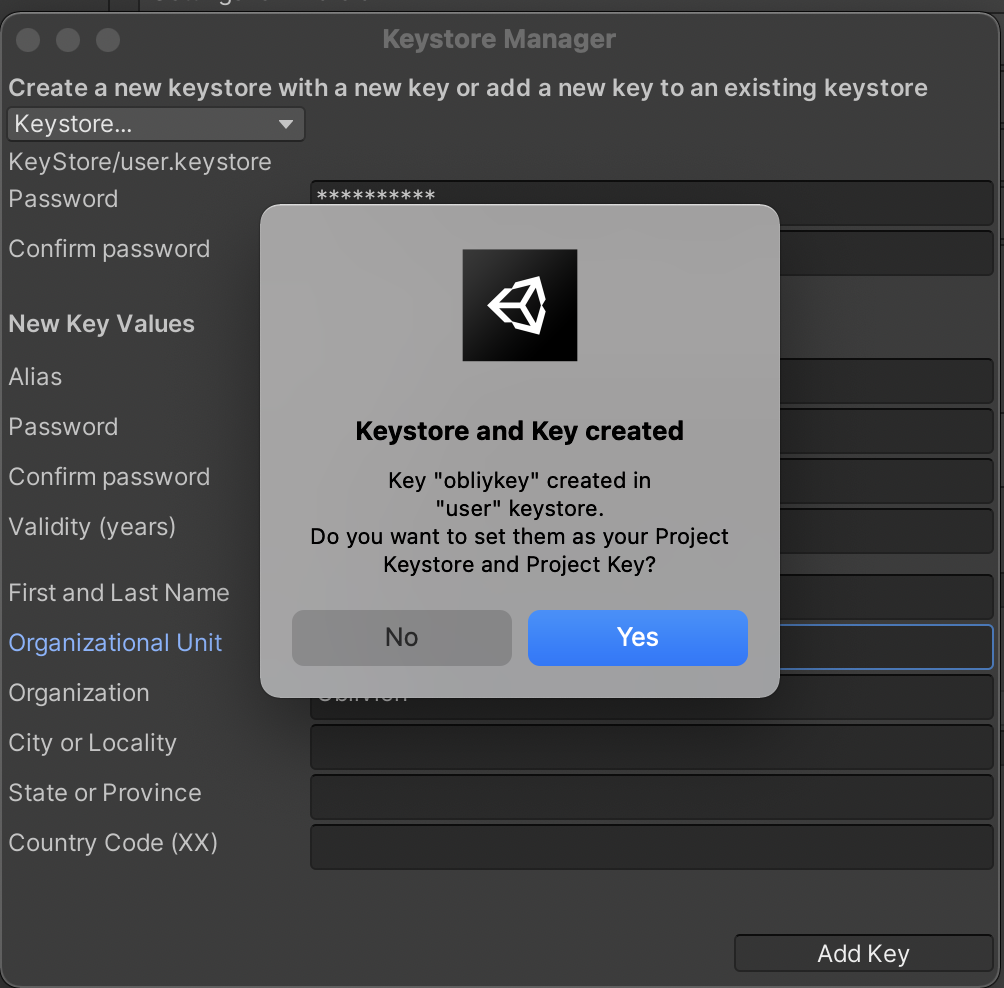 Keystore Manager
Create a new keystore with a new key or add a new key to an existing keystore
Keystore...
KeyStore/user.keystore
Password
**********
Confirm password
New Key Values
Alias
Password
Confirm password
Validity (years)
First and Last Name
Organizational Unit
Organization
City or Locality
State or Province
Country Code (XX)
Keystore and Key created
Key "obliykey" created in
"user" keystore.
Do you want to set them as your Project
Keystore and Project Key?
No
Yes
Add Key